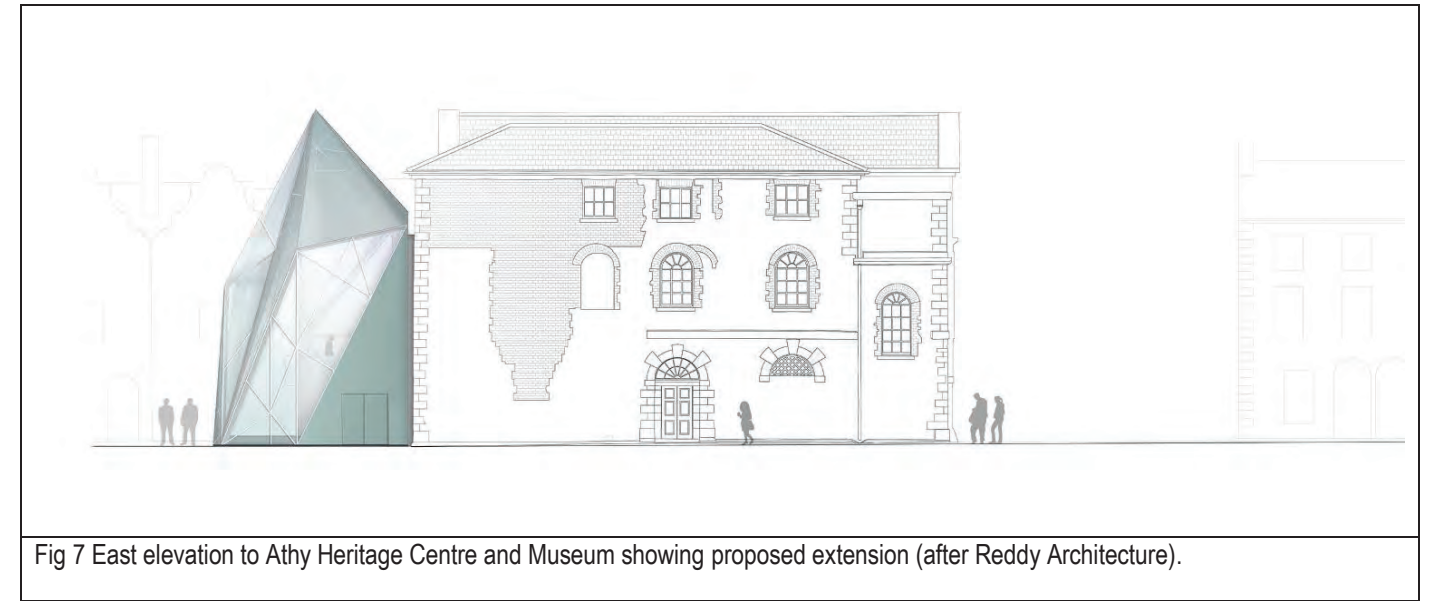 Fig 7 East elevation to Athy Heritage Centre and Museum showing proposed extension (after Reddy Architecture).